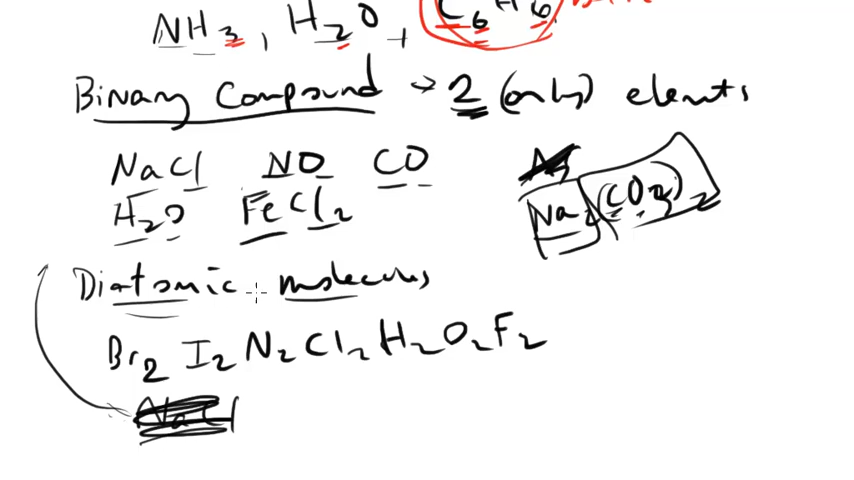 NH3, H2O, + C6H6
Binary Compound → 2 (only) elements
NaCl NO CO
H2O FeCl2 Na2(CO3)2
Diatomic molecules
Br2 I2 N2 Cl2 H2 O2 F2
NaCl